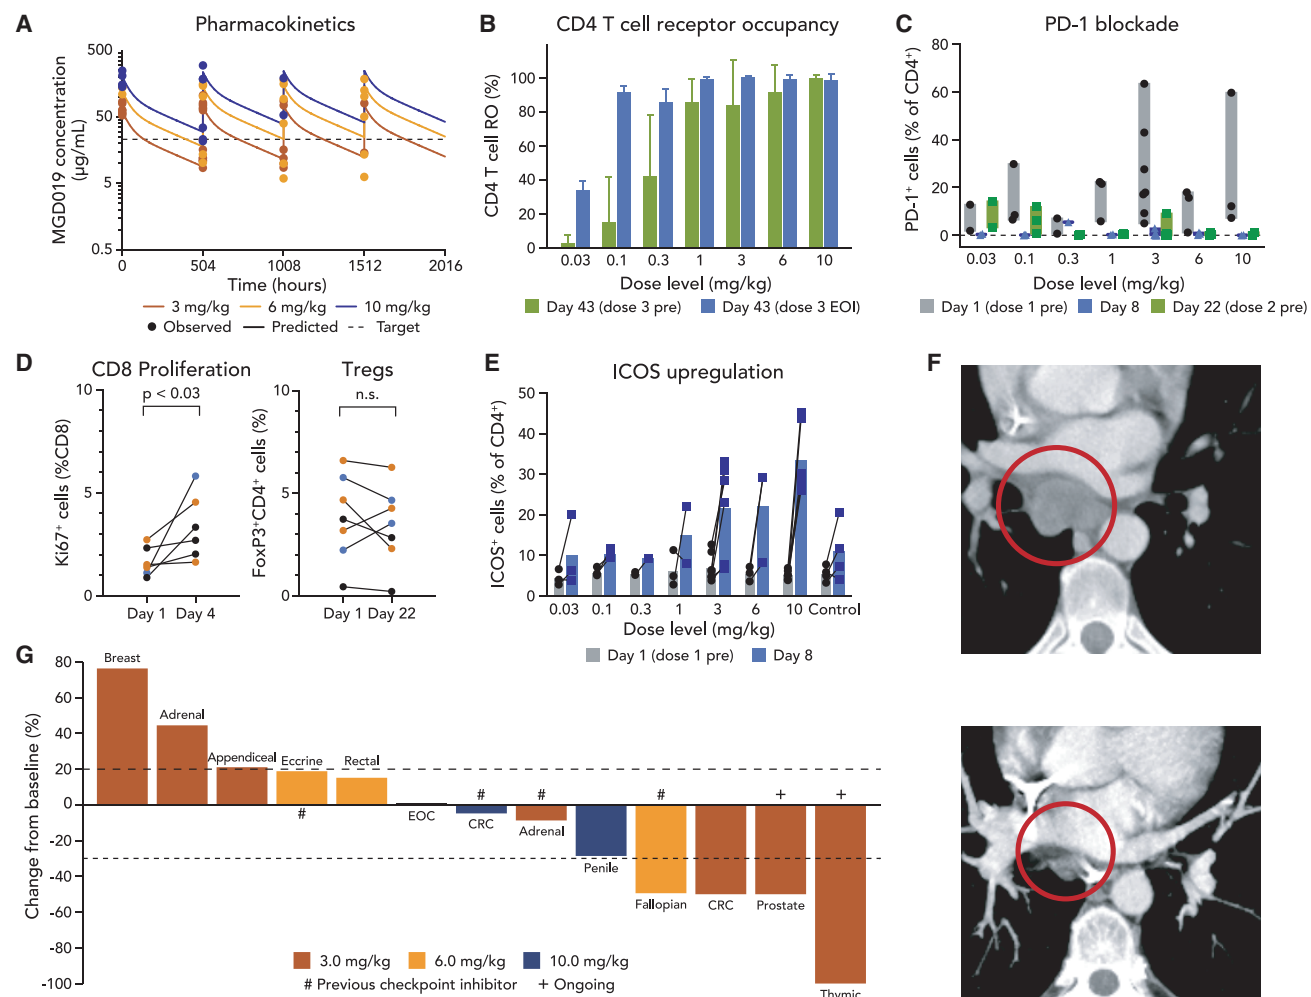 A
Pharmacokinetics
MGD019 concentration
(µg/mL)
500
50
5
0.5
0
504
1008
1512
2016
Time (hours)
3 mg/kg
6 mg/kg
10 mg/kg
Observed
Predicted
Target
B
CD4 T cell receptor occupancy
CD4 T cell RO (%)
100
80
60
40
20
0
0.03
0.1
0.3
1
3
6
10
Dose level (mg/kg)
Day 43 (dose 3 pre)
Day 43 (dose 3 EOI)
C
PD-1 blockade
PD-1⁺ cells (% of CD4⁺)
80
60
40
20
0
0.03
0.1
0.3
1
3
6
10
Dose level (mg/kg)
Day 1 (dose 1 pre)
Day 8
Day 22 (dose 2 pre)
D
CD8 Proliferation
Ki67⁺ cells (%CD8)
10
5
0
p < 0.03
Day 1
Day 4
Tregs
FoxP3⁺CD4⁺ cells (%)
10
5
0
n.s.
Day 1
Day 22
E
ICOS upregulation
ICOS⁺ cells (% of CD4⁺)
50
40
30
20
10
0
0.03
0.1
0.3
1
3
6
10
Control
Dose level (mg/kg)
Day 1 (dose 1 pre)
Day 8
F
G
Change from baseline (%)
80
60
40
20
0
-20
-40
-60
-80
-100
Breast
Adrenal
Appendiceal
Eccrine
#
Rectal
EOC
#
CRC
#
Adrenal
Penile
#
Fallopian
CRC
+
Prostate
+
Thymic
3.0 mg/kg
6.0 mg/kg
10.0 mg/kg
# Previous checkpoint inhibitor
+ Ongoing